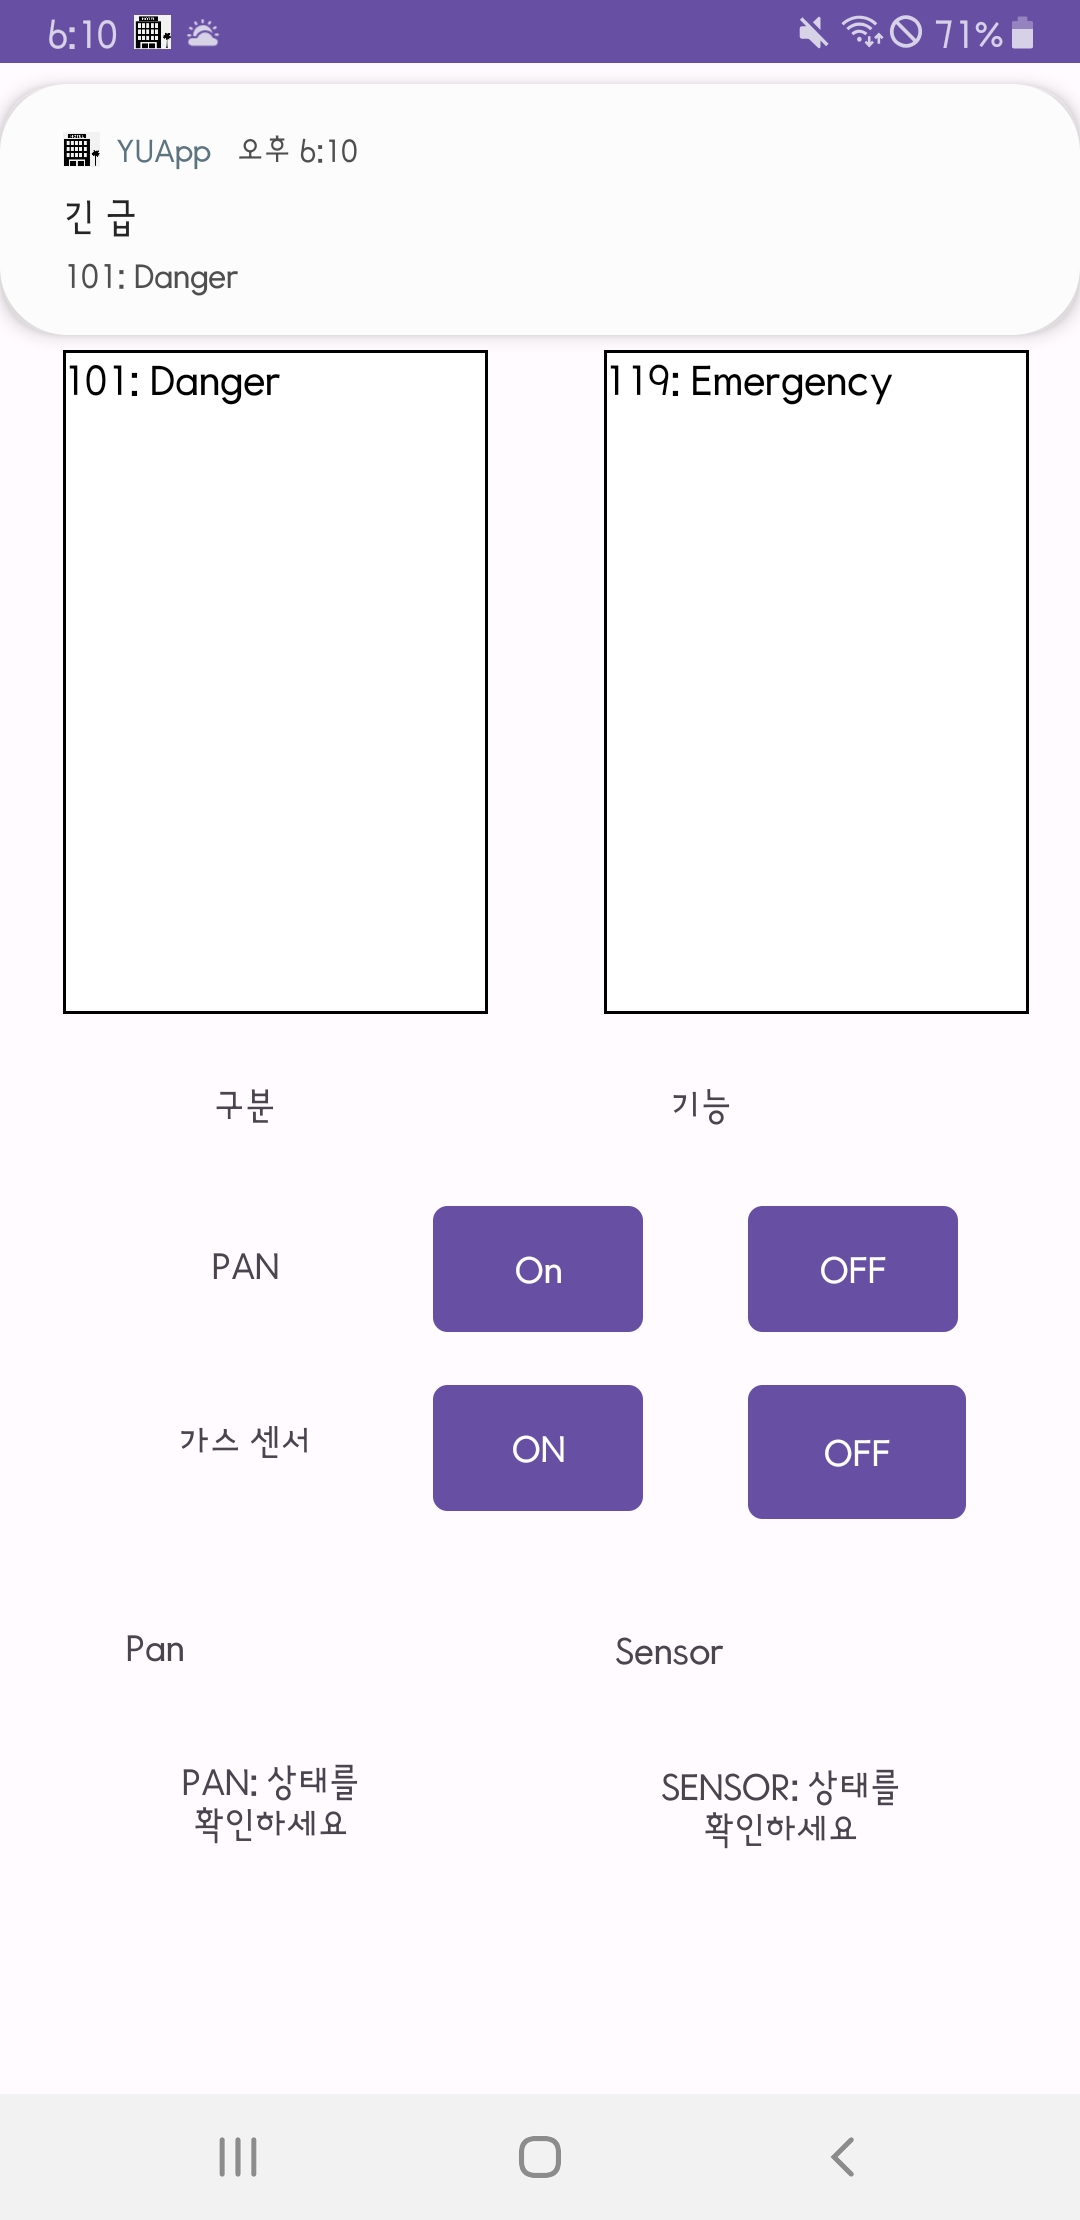 6:10 71%
YUApp 오후 6:10
긴 급
101: Danger
101: Danger
119: Emergency
구분 기능
PAN On OFF
가스 센서 ON OFF
Pan Sensor
PAN: 상태를
확인하세요
SENSOR: 상태를
확인하세요